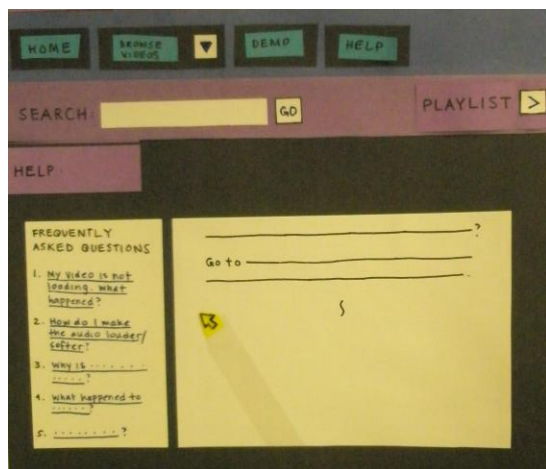 HOME
BROWSE
VIDEOS
DEMO
HELP
SEARCH:
GO
PLAYLIST >
HELP:
FREQUENTLY
ASKED QUESTIONS
1. My video is not
loading. What
happened?
2. How do I make
the audio louder/
softer?
3. Why is .......
.....?
4. What happened to
......?
5. ........?
?
Go to
.